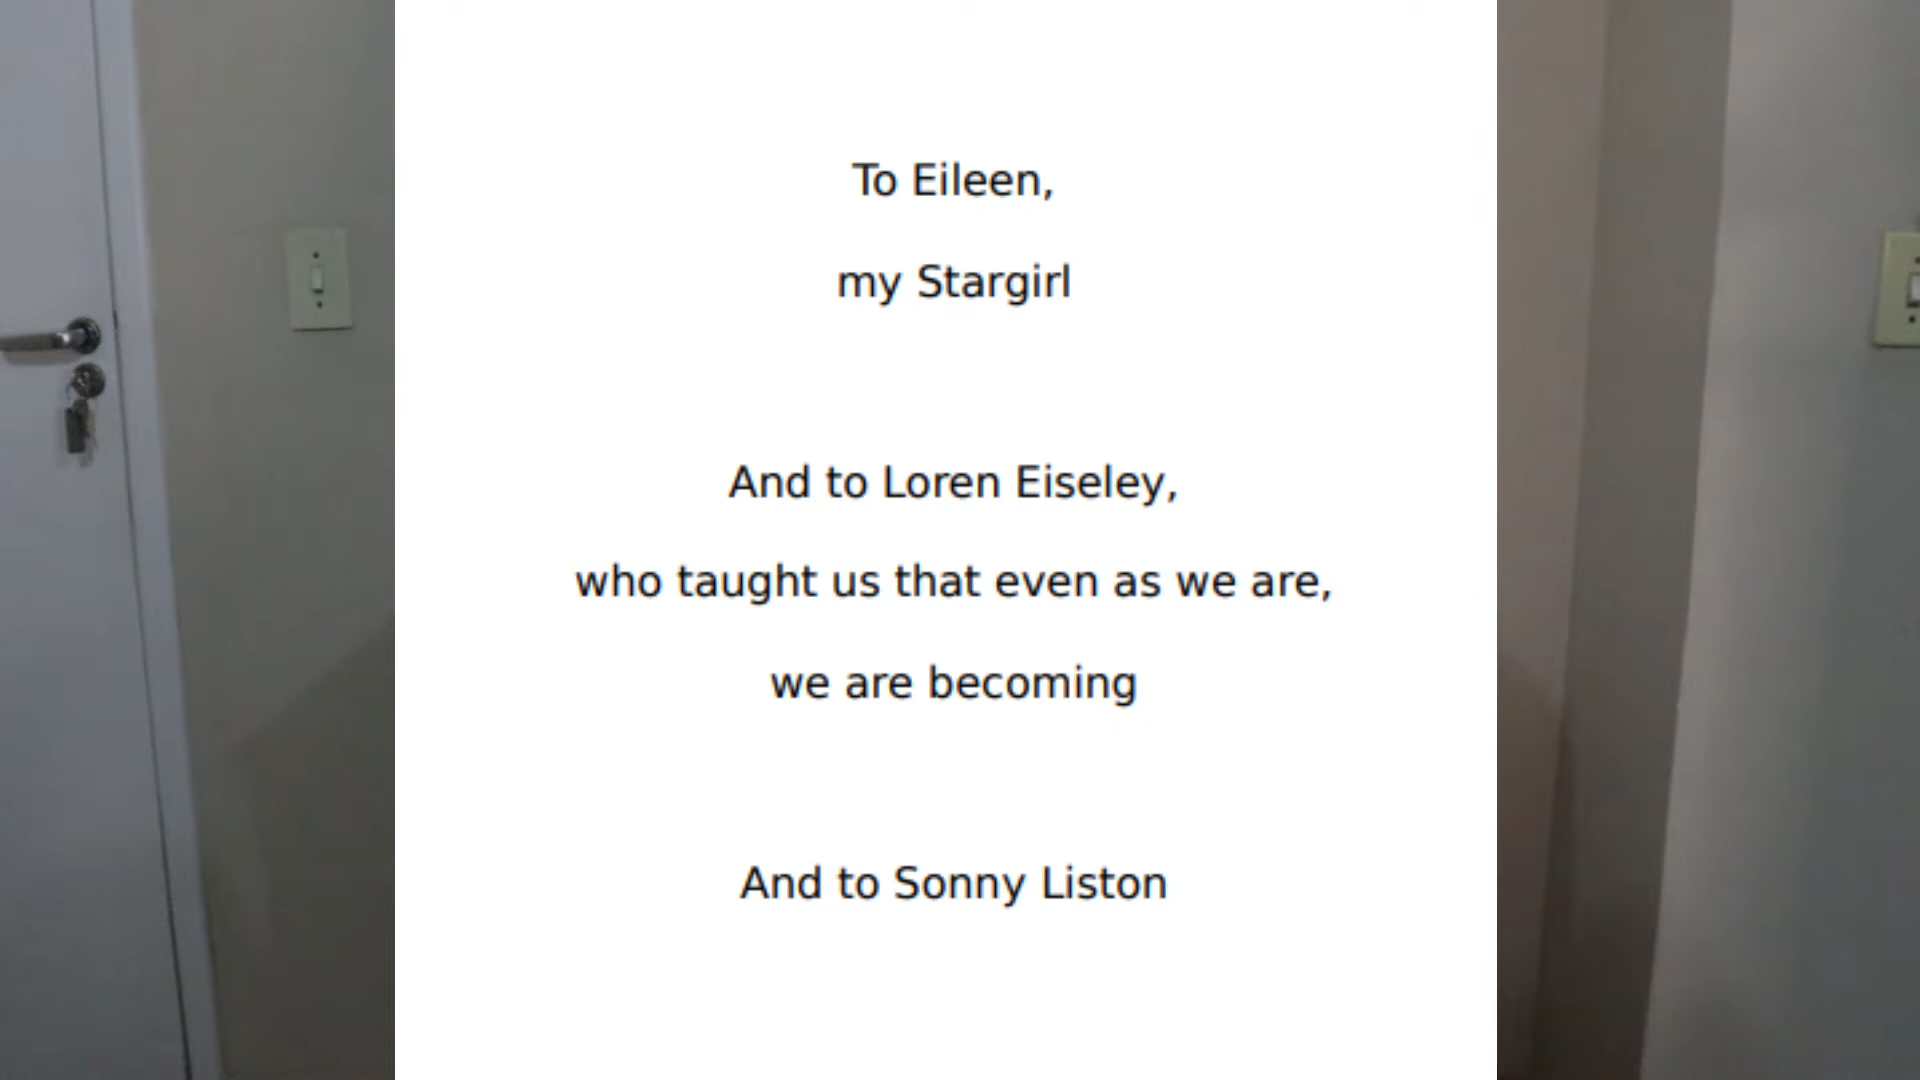 To Eileen,
my Stargirl
And to Loren Eiseley,
who taught us that even as we are,
we are becoming
And to Sonny Liston